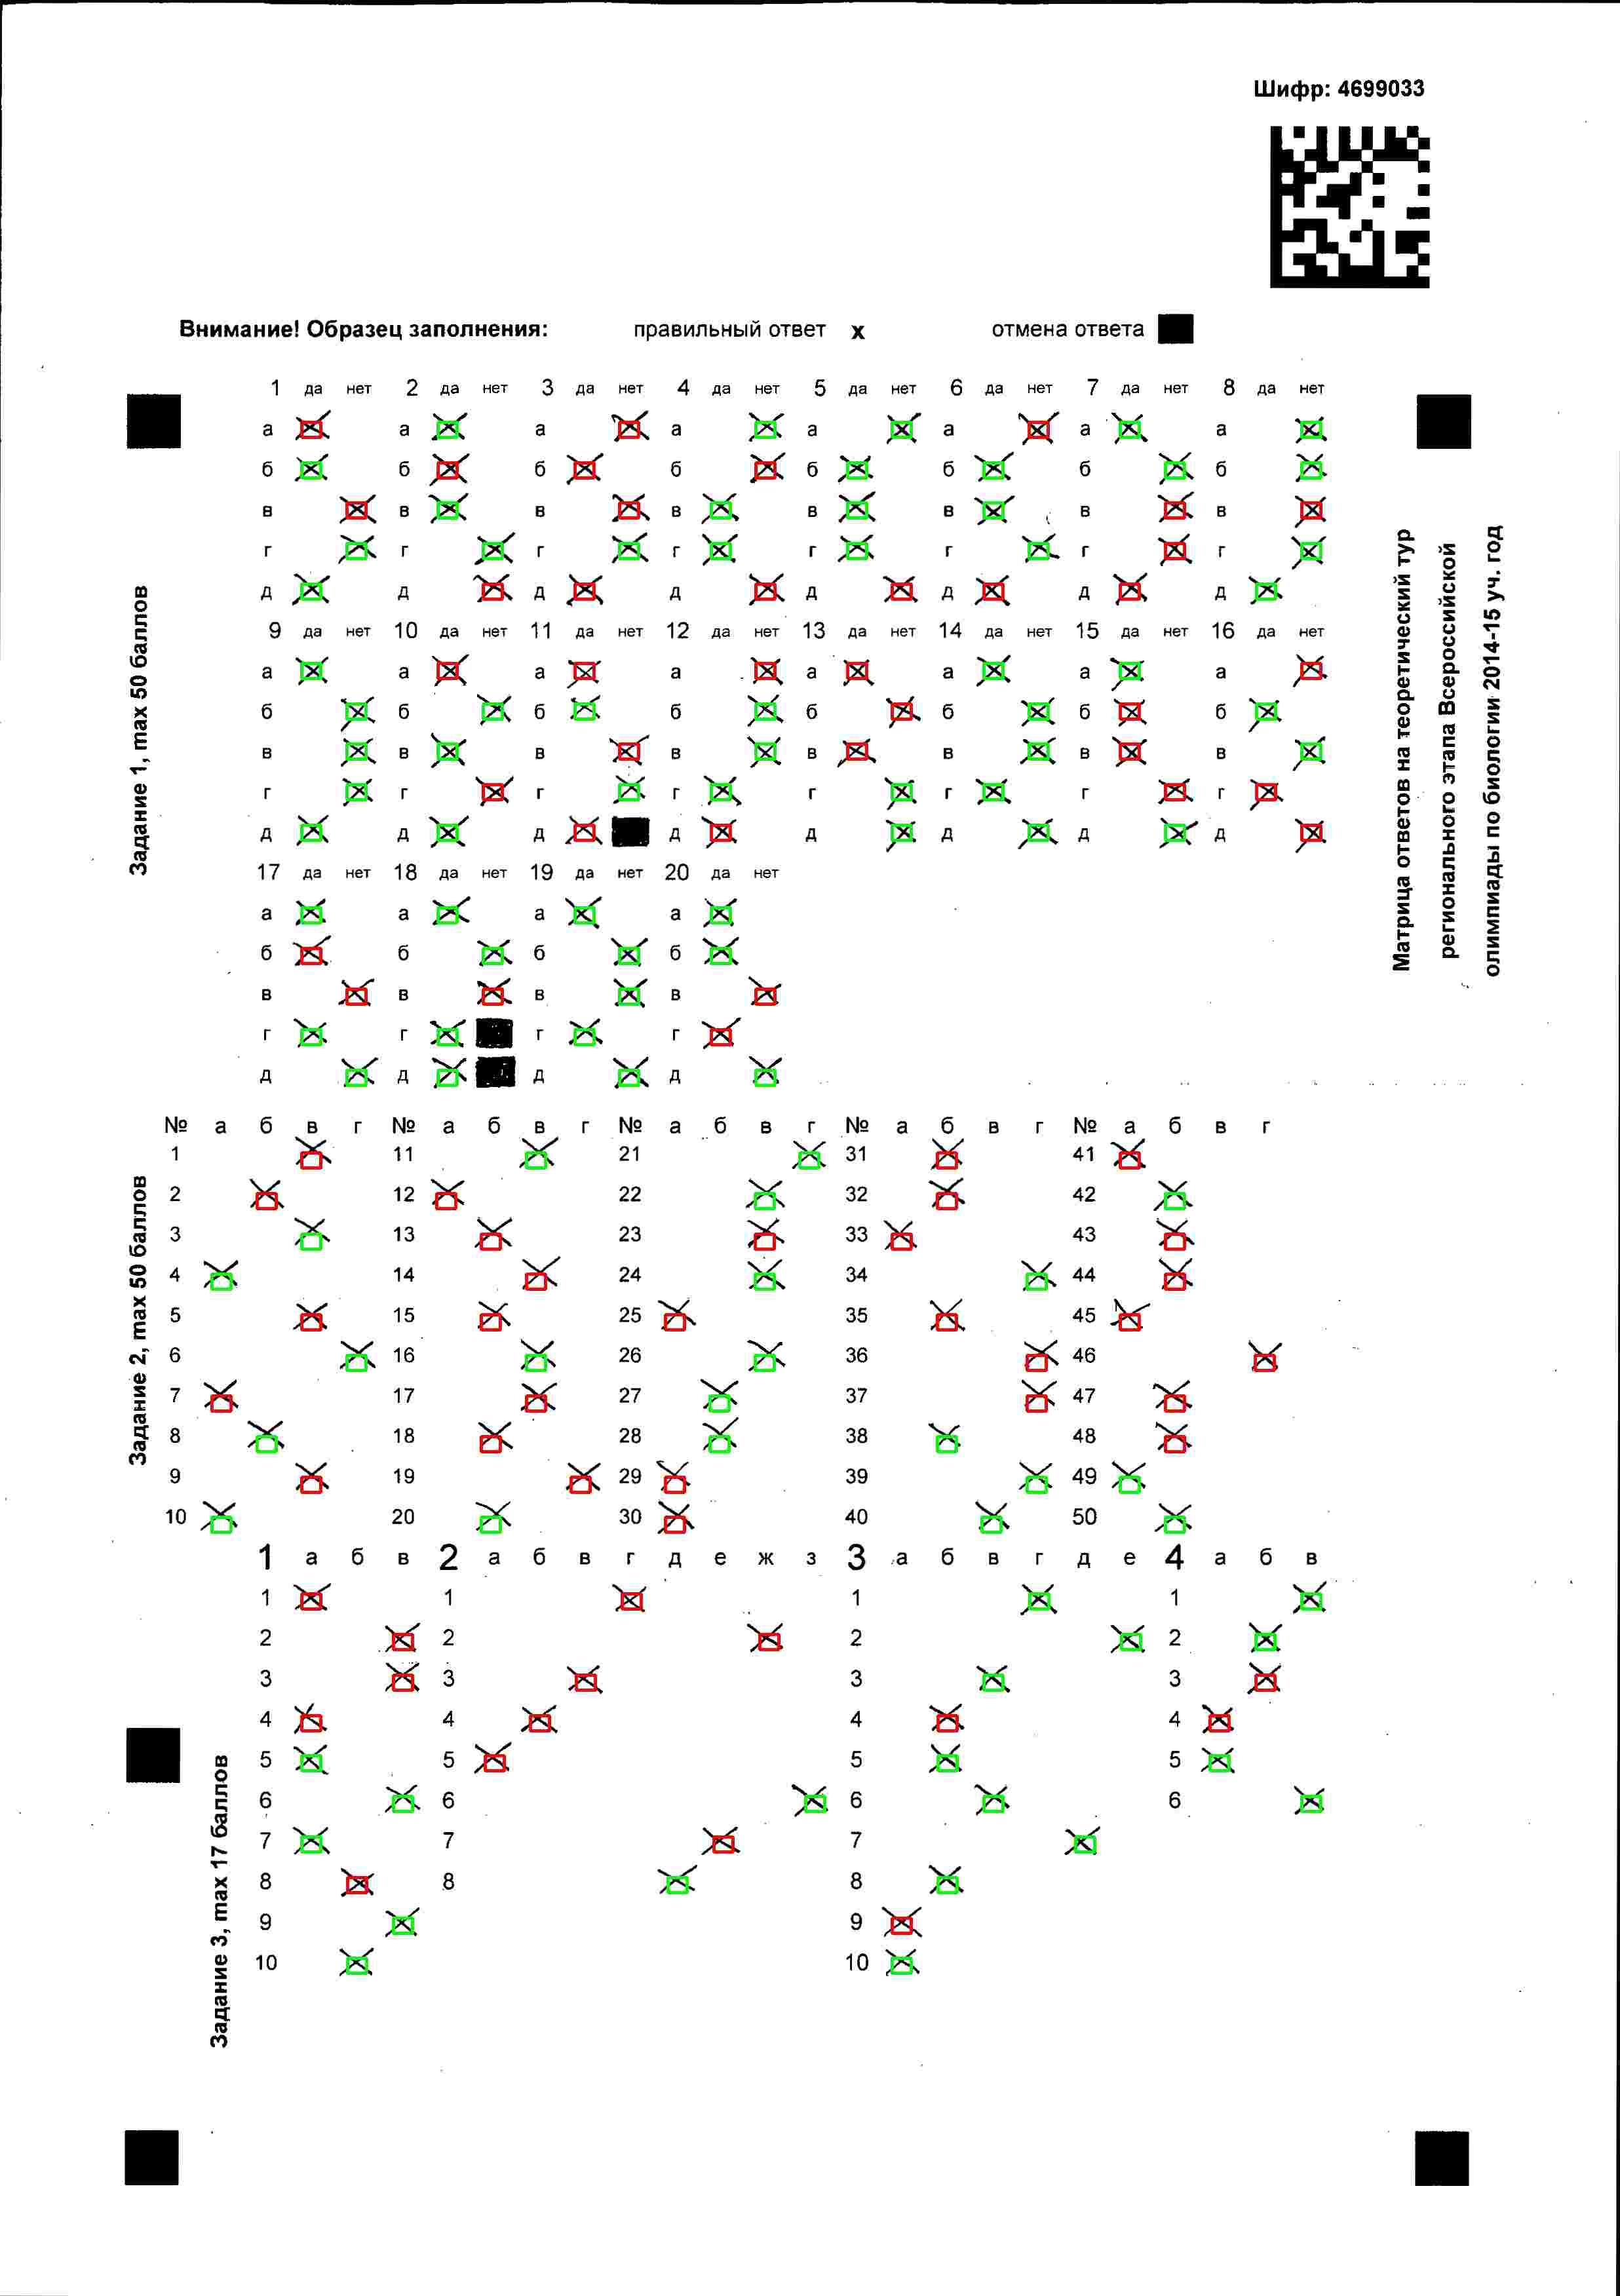 Шифр: 4699033
Внимание! Образец заполнения: правильный ответ x отмена ответа
1 да нет 2 да нет 3 да нет 4 да нет 5 да нет 6 да нет 7 да нет 8 да нет
а а а а а а а а
б б б б б б б б
в в в в в в в в
г г г г г г г г
д д д д д д д д
9 да нет 10 да нет 11 да нет 12 да нет 13 да нет 14 да нет 15 да нет 16 да нет
а а а а а а а а
б б б б б б б б
в в в в в в в в
г г г г г г г г
д д д д д д д д
17 да нет 18 да нет 19 да нет 20 да нет
а а а а
б б б б
в в в в
г г г г
д д д д
Задание 1, max 50 баллов
Матрица ответов на теоретический тур
регионального этапа Всероссийской
олимпиады по биологии 2014-15 уч. год
№ а б в г № а б в г № а б в г № а б в г № а б в г
1 11 21 31 41
2 12 22 32 42
3 13 23 33 43
4 14 24 34 44
5 15 25 35 45
6 16 26 36 46
7 17 27 37 47
8 18 28 38 48
9 19 29 39 49
10 20 30 40 50
Задание 2, max 50 баллов
1 а б в 2 а б в г д е ж з 3 а б в г д е 4 а б в
1 1 1 1
2 2 2 2
3 3 3 3
4 4 4 4
5 5 5 5
6 6 6 6
7 7 7
8 8 8
9 9
10 10
Задание 3, max 17 баллов